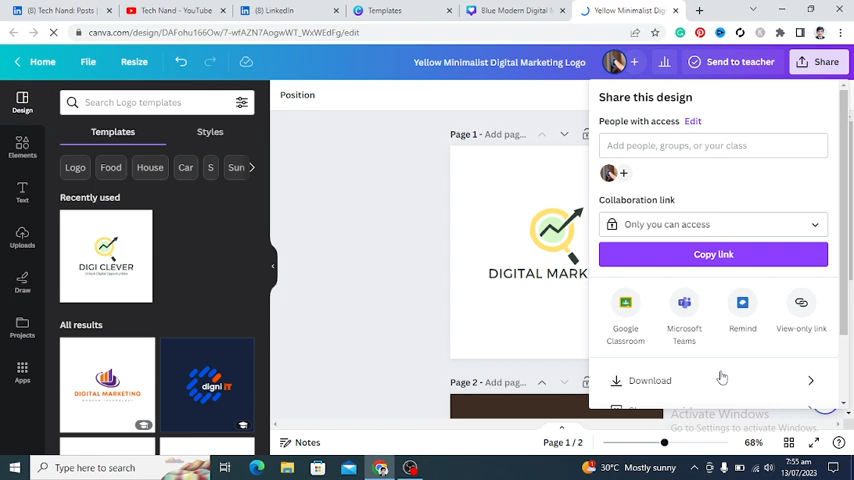 (8) Tech Nand: Posts |
Tech Nand - YouTube
(8) LinkedIn
Templates
Blue Modern Digital M
Yellow Minimalist Dig
canva.com/design/DAFohu166Ow/7-wfAZN7AogwWT_WxWEdFg/edit
Home
File
Resize
Yellow Minimalist Digital Marketing Logo
Send to teacher
Share
Design
Elements
Text
Uploads
Draw
Projects
Apps
Search Logo templates
Templates
Styles
Logo
Food
House
Car
S
Sun
Recently used
DIGI CLEVER
All results
DIGITAL MARKETING
digni IT
Position
Page 1 - Add pag...
DIGITAL MARK
Page 2 - Add pag...
Share this design
People with access Edit
Add people, groups, or your class
Collaboration link
Only you can access
Copy link
Google Classroom
Microsoft Teams
Remind
View-only link
Download
Activate Windows
Go to Settings to activate Windows.
Notes
Page 1 / 2
68%
Type here to search
30°C Mostly sunny
7:55 am
13/07/2023